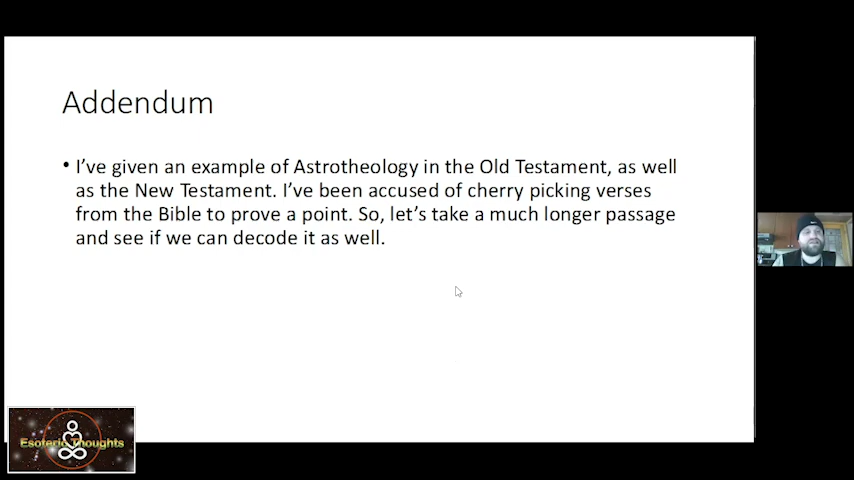 Addendum
• I've given an example of Astrotheology in the Old Testament, as well
as the New Testament. I've been accused of cherry picking verses
from the Bible to prove a point. So, let's take a much longer passage
and see if we can decode it as well.
Esoteric Thoughts